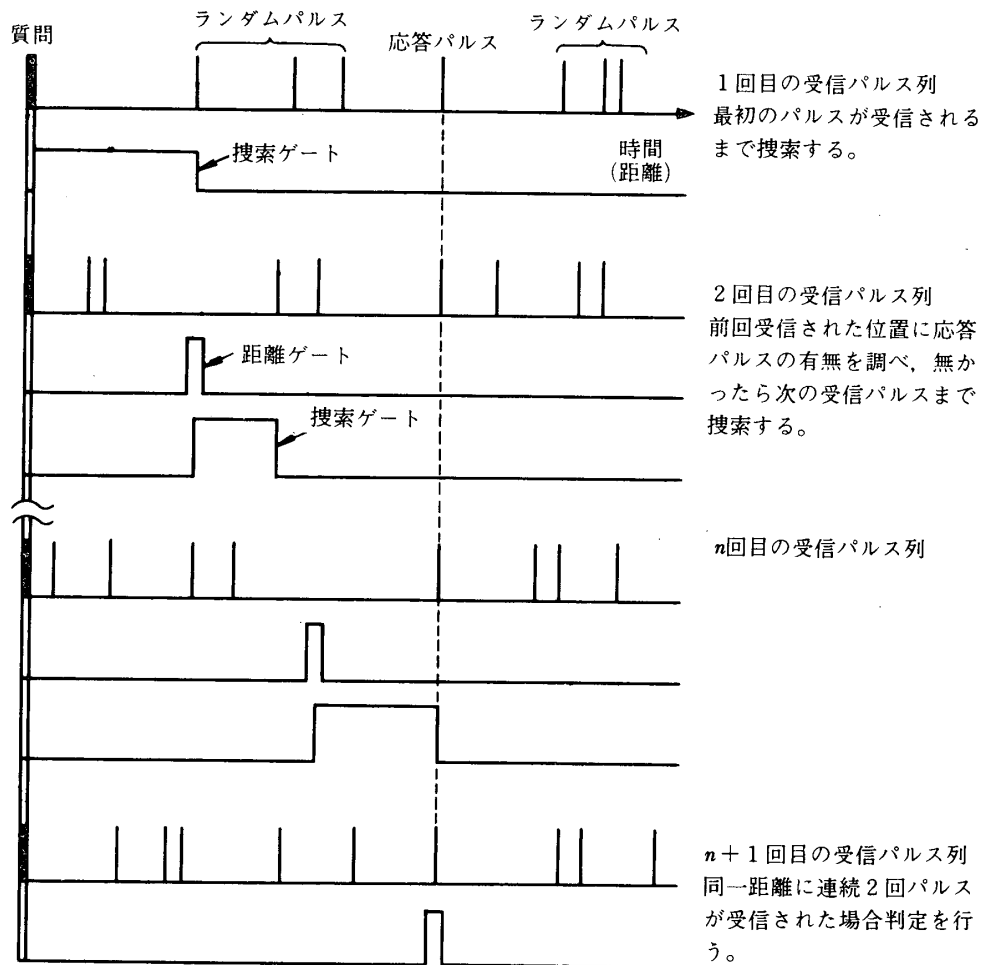 質問
ランダムパルス
応答パルス
ランダムパルス
1回目の受信パルス列
最初のパルスが受信される
まで捜索する。
捜索ゲート
時間
(距離)
2回目の受信パルス列
前回受信された位置に応答
パルスの有無を調べ,無か
ったら次の受信パルスまで
捜索する。
距離ゲート
捜索ゲート
n回目の受信パルス列
n+1回目の受信パルス列
同一距離に連続2回パルス
が受信された場合判定を行
う。